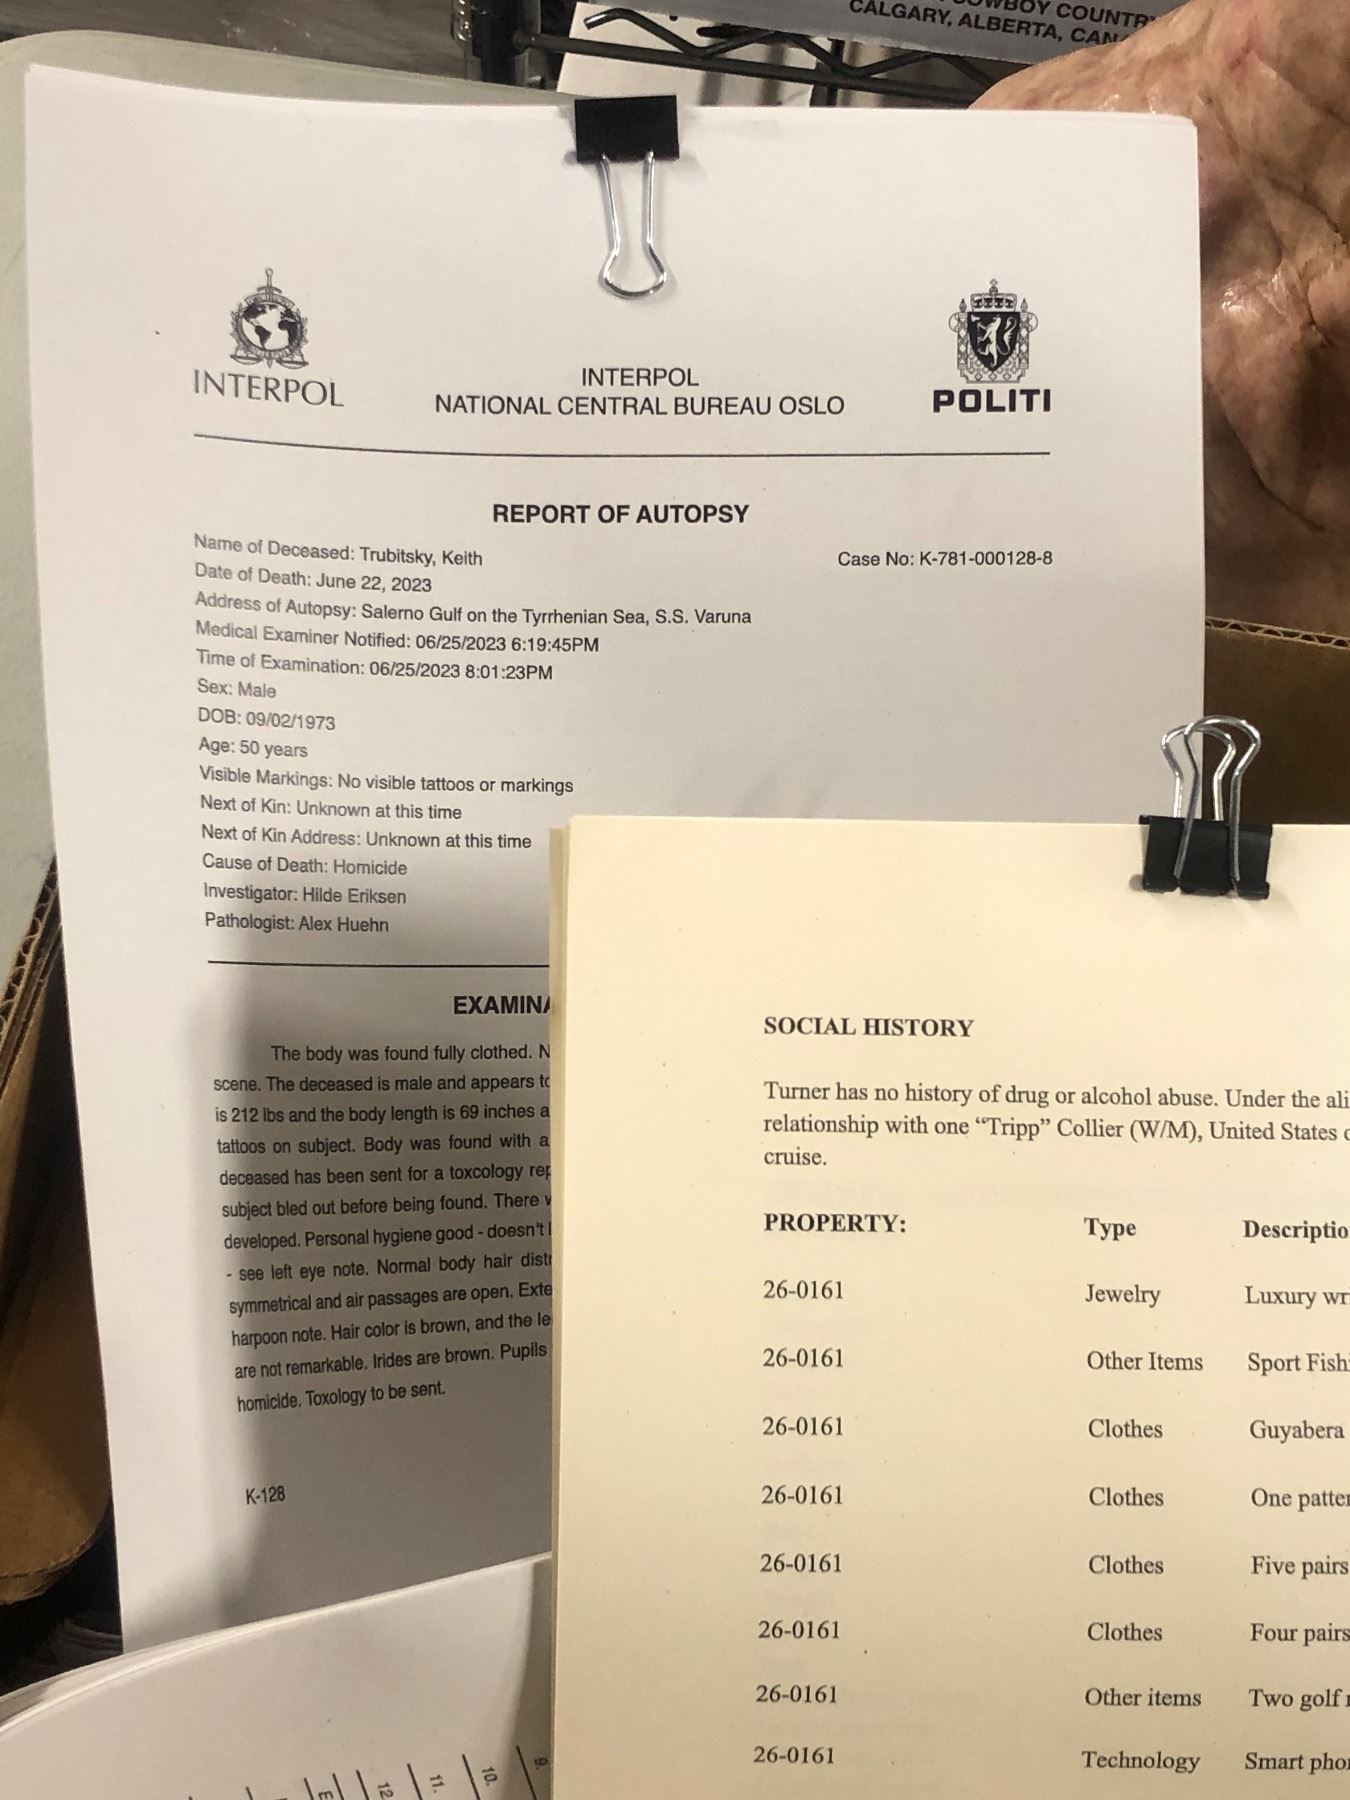 WBOY COUNTR
CALGARY, ALBERTA, CAN
INTERPOL
INTERPOL
NATIONAL CENTRAL BUREAU OSLO
POLITI
REPORT OF AUTOPSY
Name of Deceased: Trubitsky, Keith
Case No: K-781-000128-8
Date of Death: June 22, 2023
Address of Autopsy: Salerno Gulf on the Tyrrhenian Sea, S.S. Varuna
Medical Examiner Notified: 06/25/2023 6:19:45PM
Time of Examination: 06/25/2023 8:01:23PM
Sex: Male
DOB: 09/02/1973
Age: 50 years
Visible Markings: No visible tattoos or markings
Next of Kin: Unknown at this time
Next of Kin Address: Unknown at this time
Cause of Death: Homicide
Investigator: Hilde Eriksen
Pathologist: Alex Huehn
EXAMINA
The body was found fully clothed. N
scene. The deceased is male and appears to
is 212 lbs and the body length is 69 inches a
tattoos on subject. Body was found with a
deceased has been sent for a toxcology rep
subject bled out before being found. There w
developed. Personal hygiene good - doesn't l
- see left eye note. Normal body hair distr
symmetrical and air passages are open. Exte
harpoon note. Hair color is brown, and the le
are not remarkable. Irides are brown. Pupils
homicide. Toxology to be sent.
K-128
SOCIAL HISTORY
Turner has no history of drug or alcohol abuse. Under the ali
relationship with one “Tripp” Collier (W/M), United States c
cruise.
PROPERTY: Type Descriptio
26-0161 Jewelry Luxury wri
26-0161 Other Items Sport Fish
26-0161 Clothes Guyabera
26-0161 Clothes One patter
26-0161 Clothes Five pairs
26-0161 Clothes Four pairs
26-0161 Other items Two golf r
26-0161 Technology Smart phon
E
12.
11.
10.
9.